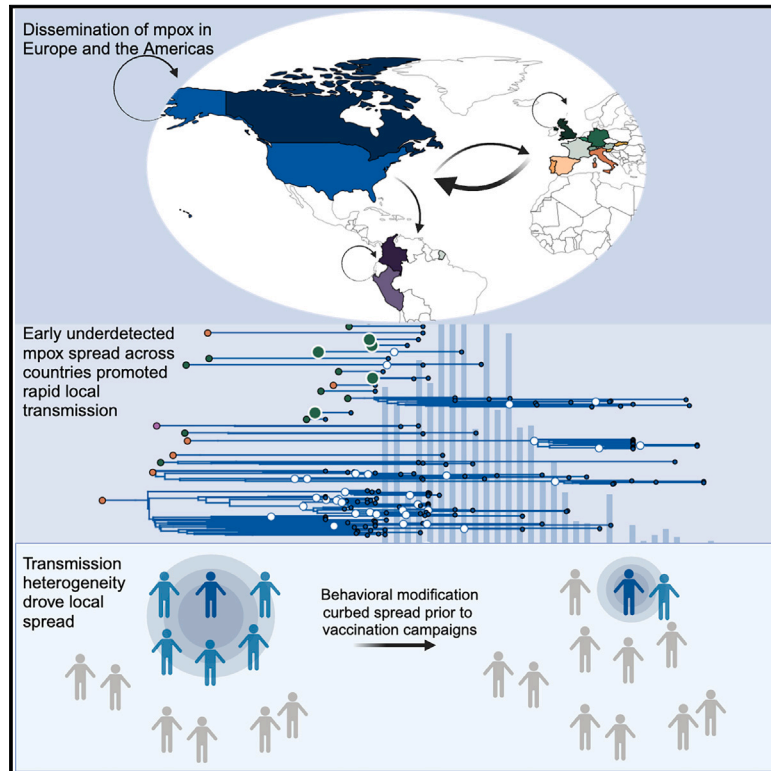 Dissemination of mpox in
Europe and the Americas
Early underdetected
mpox spread across
countries promoted
rapid local
transmission
Transmission
heterogeneity
drove local
spread
Behavioral modification
curbed spread prior to
vaccination campaigns